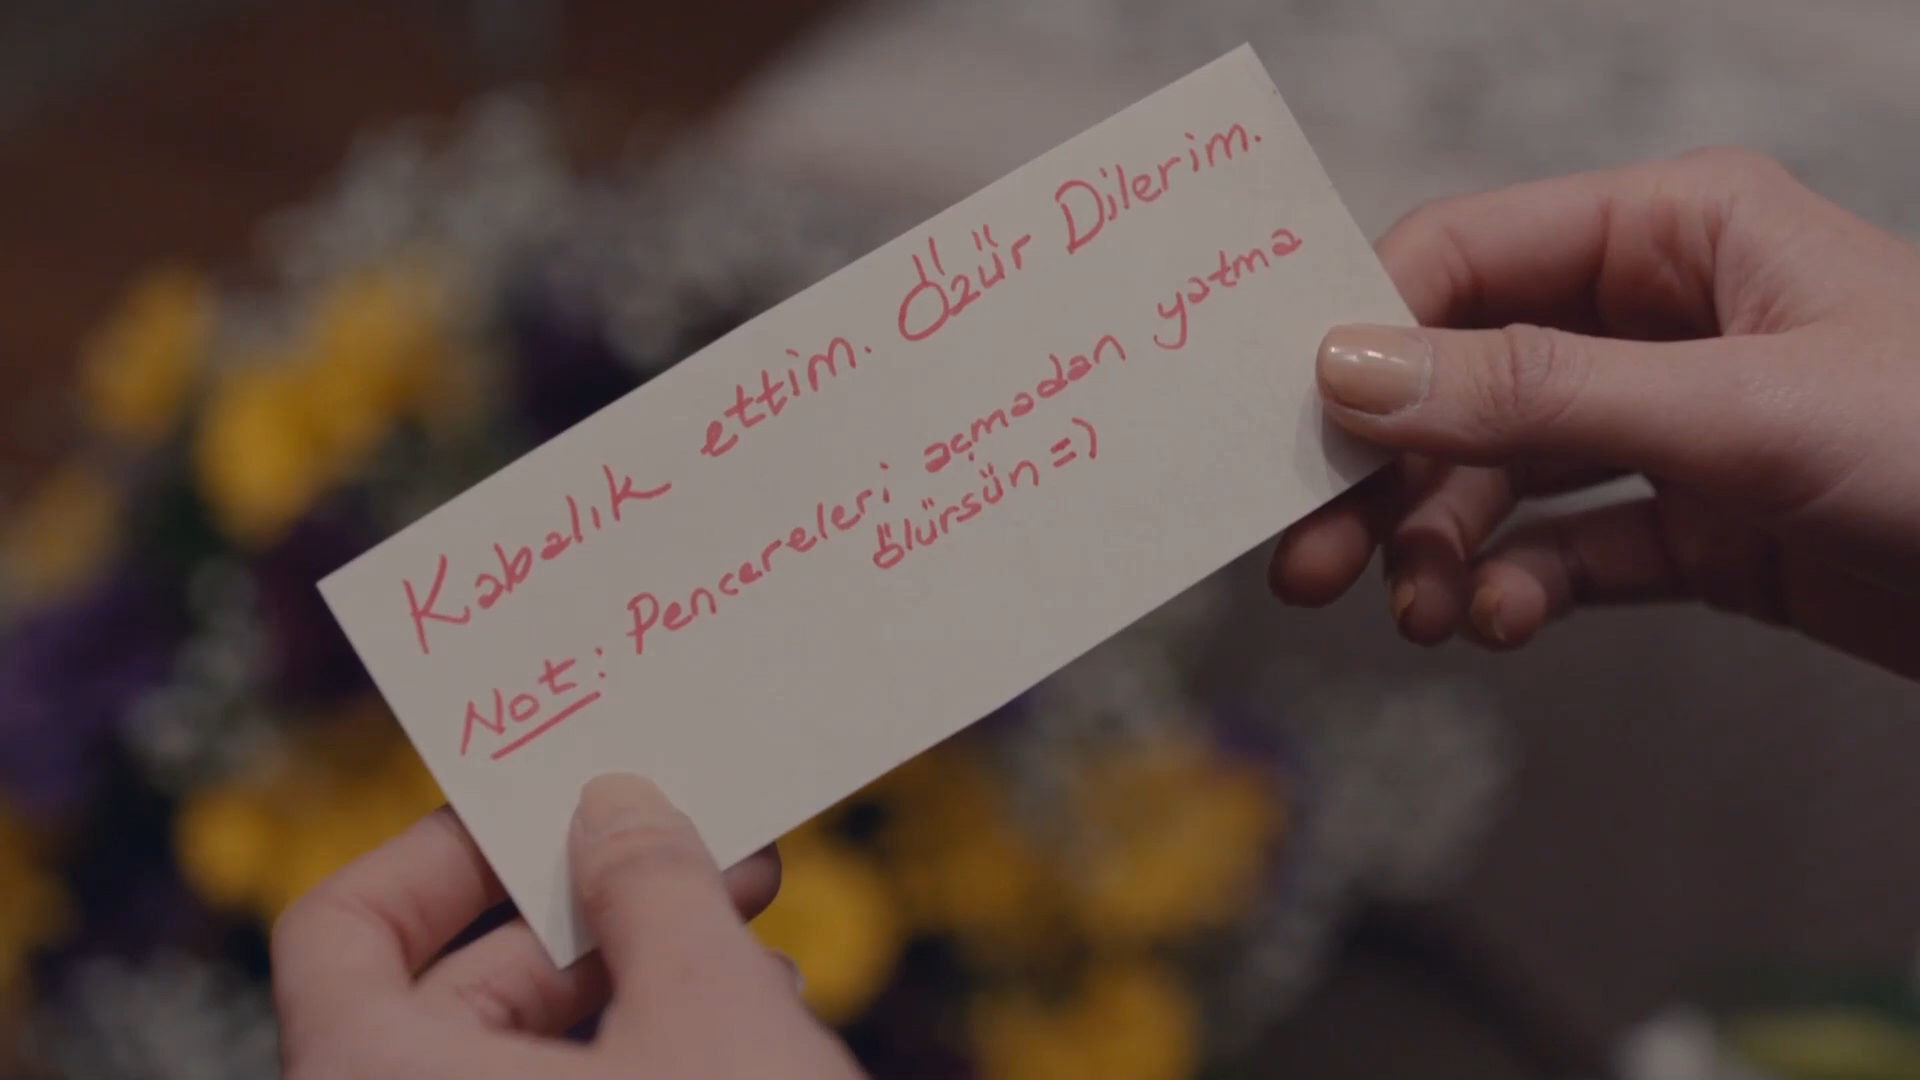 Kabalık ettim. Özür Dilerim.
Not: Pencereleri açmadan yatma
ölürsün =)